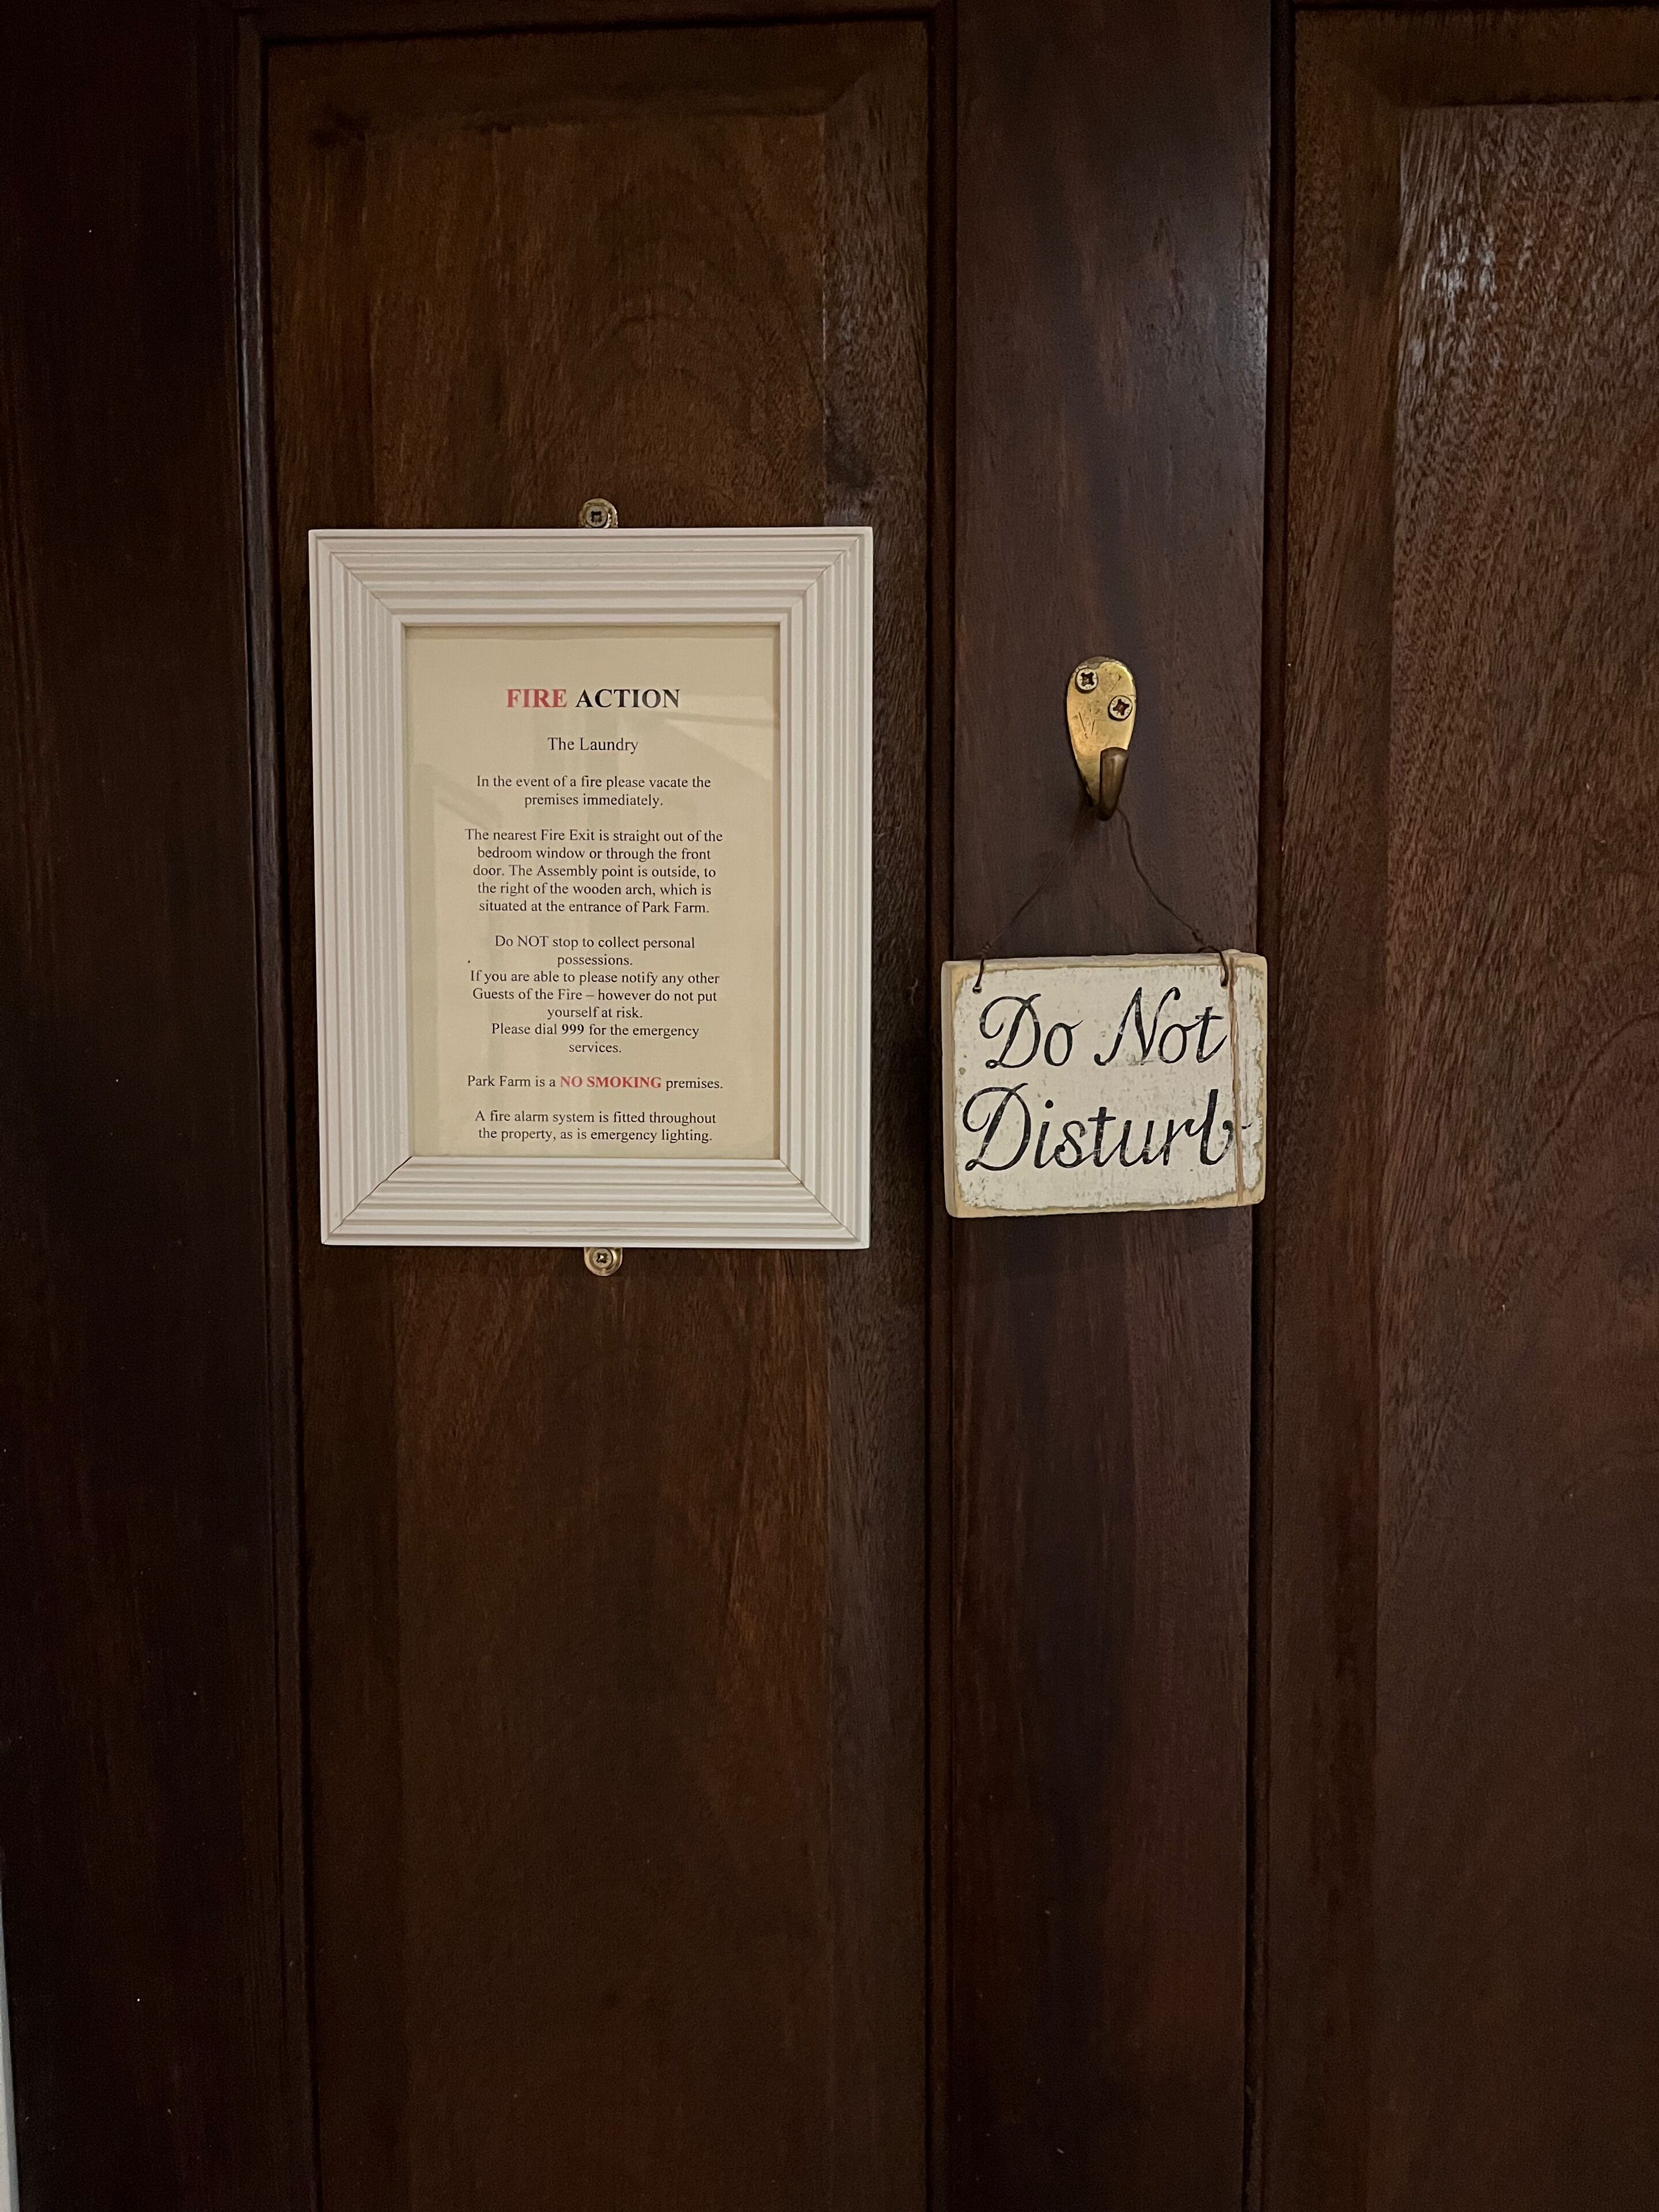 FIRE ACTION
The Laundry
In the event of a fire please vacate the
premises immediately.
The nearest Fire Exit is straight out of the
bedroom window or through the front
door. The Assembly point is outside, to
the right of the wooden arch, which is
situated at the entrance of Park Farm.
Do NOT stop to collect personal
possessions.
If you are able to please notify any other
Guests of the Fire – however do not put
yourself at risk.
Please dial 999 for the emergency
services.
Park Farm is a NO SMOKING premises.
A fire alarm system is fitted throughout
the property, as is emergency lighting.
Do Not
Disturb